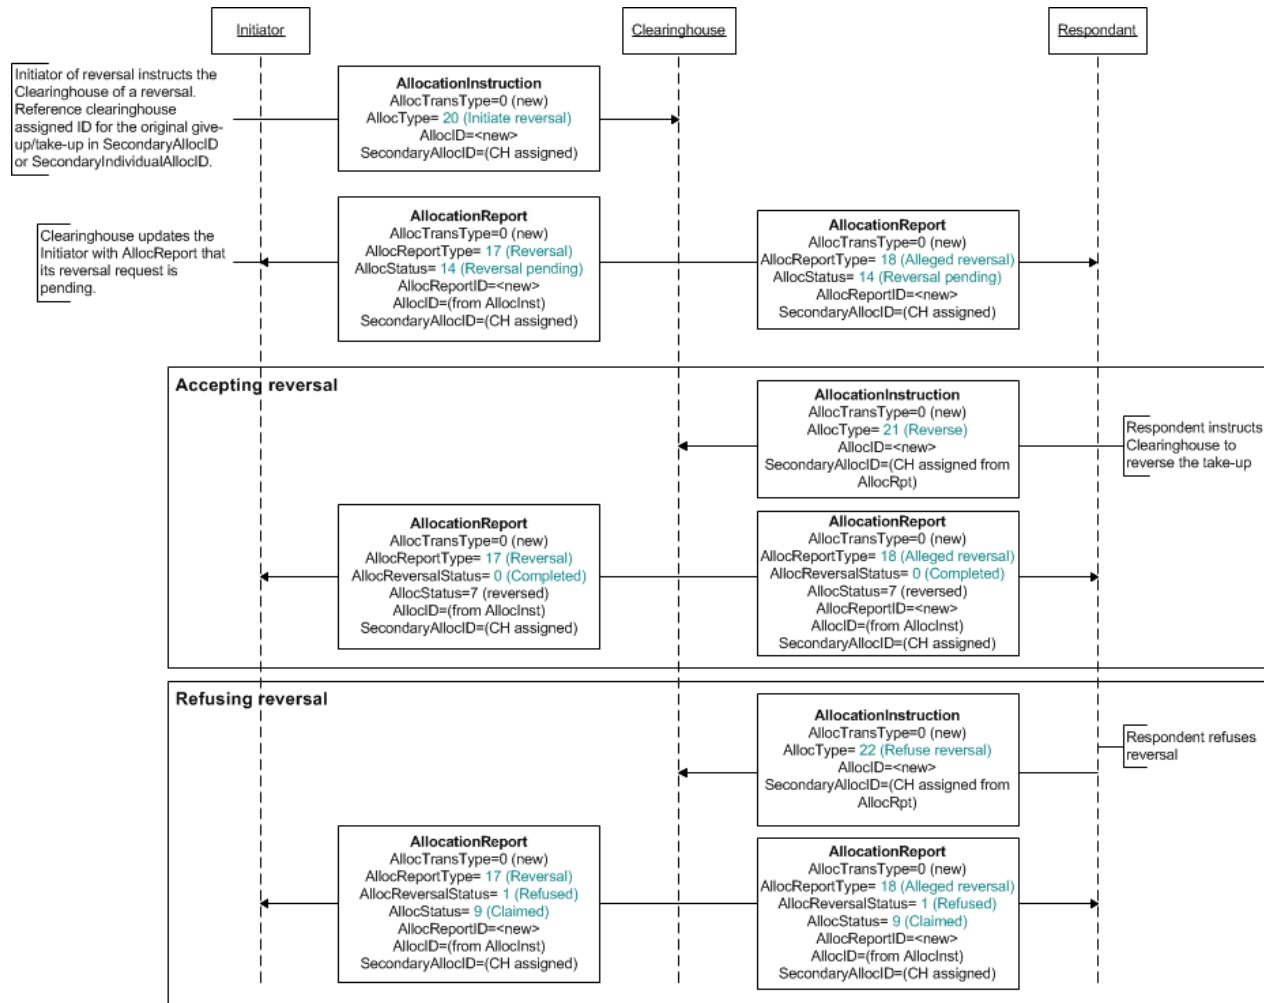 Initiator
Clearinghouse
Respondant
Initiator of reversal instructs the
Clearinghouse of a reversal.
Reference clearinghouse
assigned ID for the original give-
up/take-up in SecondaryAllocID
or SecondaryIndividualAllocID.
AllocationInstruction
AllocTransType=0 (new)
AllocType= 20 (Initiate reversal)
AllocID=<new>
SecondaryAllocID=(CH assigned)
Clearinghouse updates the
Initiator with AllocReport that
its reversal request is
pending.
AllocationReport
AllocTransType=0 (new)
AllocReportType= 17 (Reversal)
AllocStatus= 14 (Reversal pending)
AllocReportID=<new>
AllocID=(from AllocInst)
SecondaryAllocID=(CH assigned)
AllocationReport
AllocTransType=0 (new)
AllocReportType= 18 (Alleged reversal)
AllocStatus= 14 (Reversal pending)
AllocReportID=<new>
SecondaryAllocID=(CH assigned)
Accepting reversal
AllocationInstruction
AllocTransType=0 (new)
AllocType= 21 (Reverse)
AllocID=<new>
SecondaryAllocID=(CH assigned from
AllocRpt)
Respondent instructs
Clearinghouse to
reverse the take-up
AllocationReport
AllocTransType=0 (new)
AllocReportType= 17 (Reversal)
AllocReversalStatus= 0 (Completed)
AllocStatus=7 (reversed)
AllocID=(from AllocInst)
SecondaryAllocID=(CH assigned)
AllocationReport
AllocTransType=0 (new)
AllocReportType= 18 (Alleged reversal)
AllocReversalStatus= 0 (Completed)
AllocStatus=7 (reversed)
AllocReportID=<new>
AllocID=(from AllocInst)
SecondaryAllocID=(CH assigned)
Refusing reversal
AllocationInstruction
AllocTransType=0 (new)
AllocType= 22 (Refuse reversal)
AllocID=<new>
SecondaryAllocID=(CH assigned from
AllocRpt)
Respondent refuses
reversal
AllocationReport
AllocTransType=0 (new)
AllocReportType= 17 (Reversal)
AllocReversalStatus= 1 (Refused)
AllocStatus= 9 (Claimed)
AllocReportID=<new>
AllocID=(from AllocInst)
SecondaryAllocID=(CH assigned)
AllocationReport
AllocTransType=0 (new)
AllocReportType= 18 (Alleged reversal)
AllocReversalStatus= 1 (Refused)
AllocStatus= 9 (Claimed)
AllocReportID=<new>
AllocID=(from AllocInst)
SecondaryAllocID=(CH assigned)